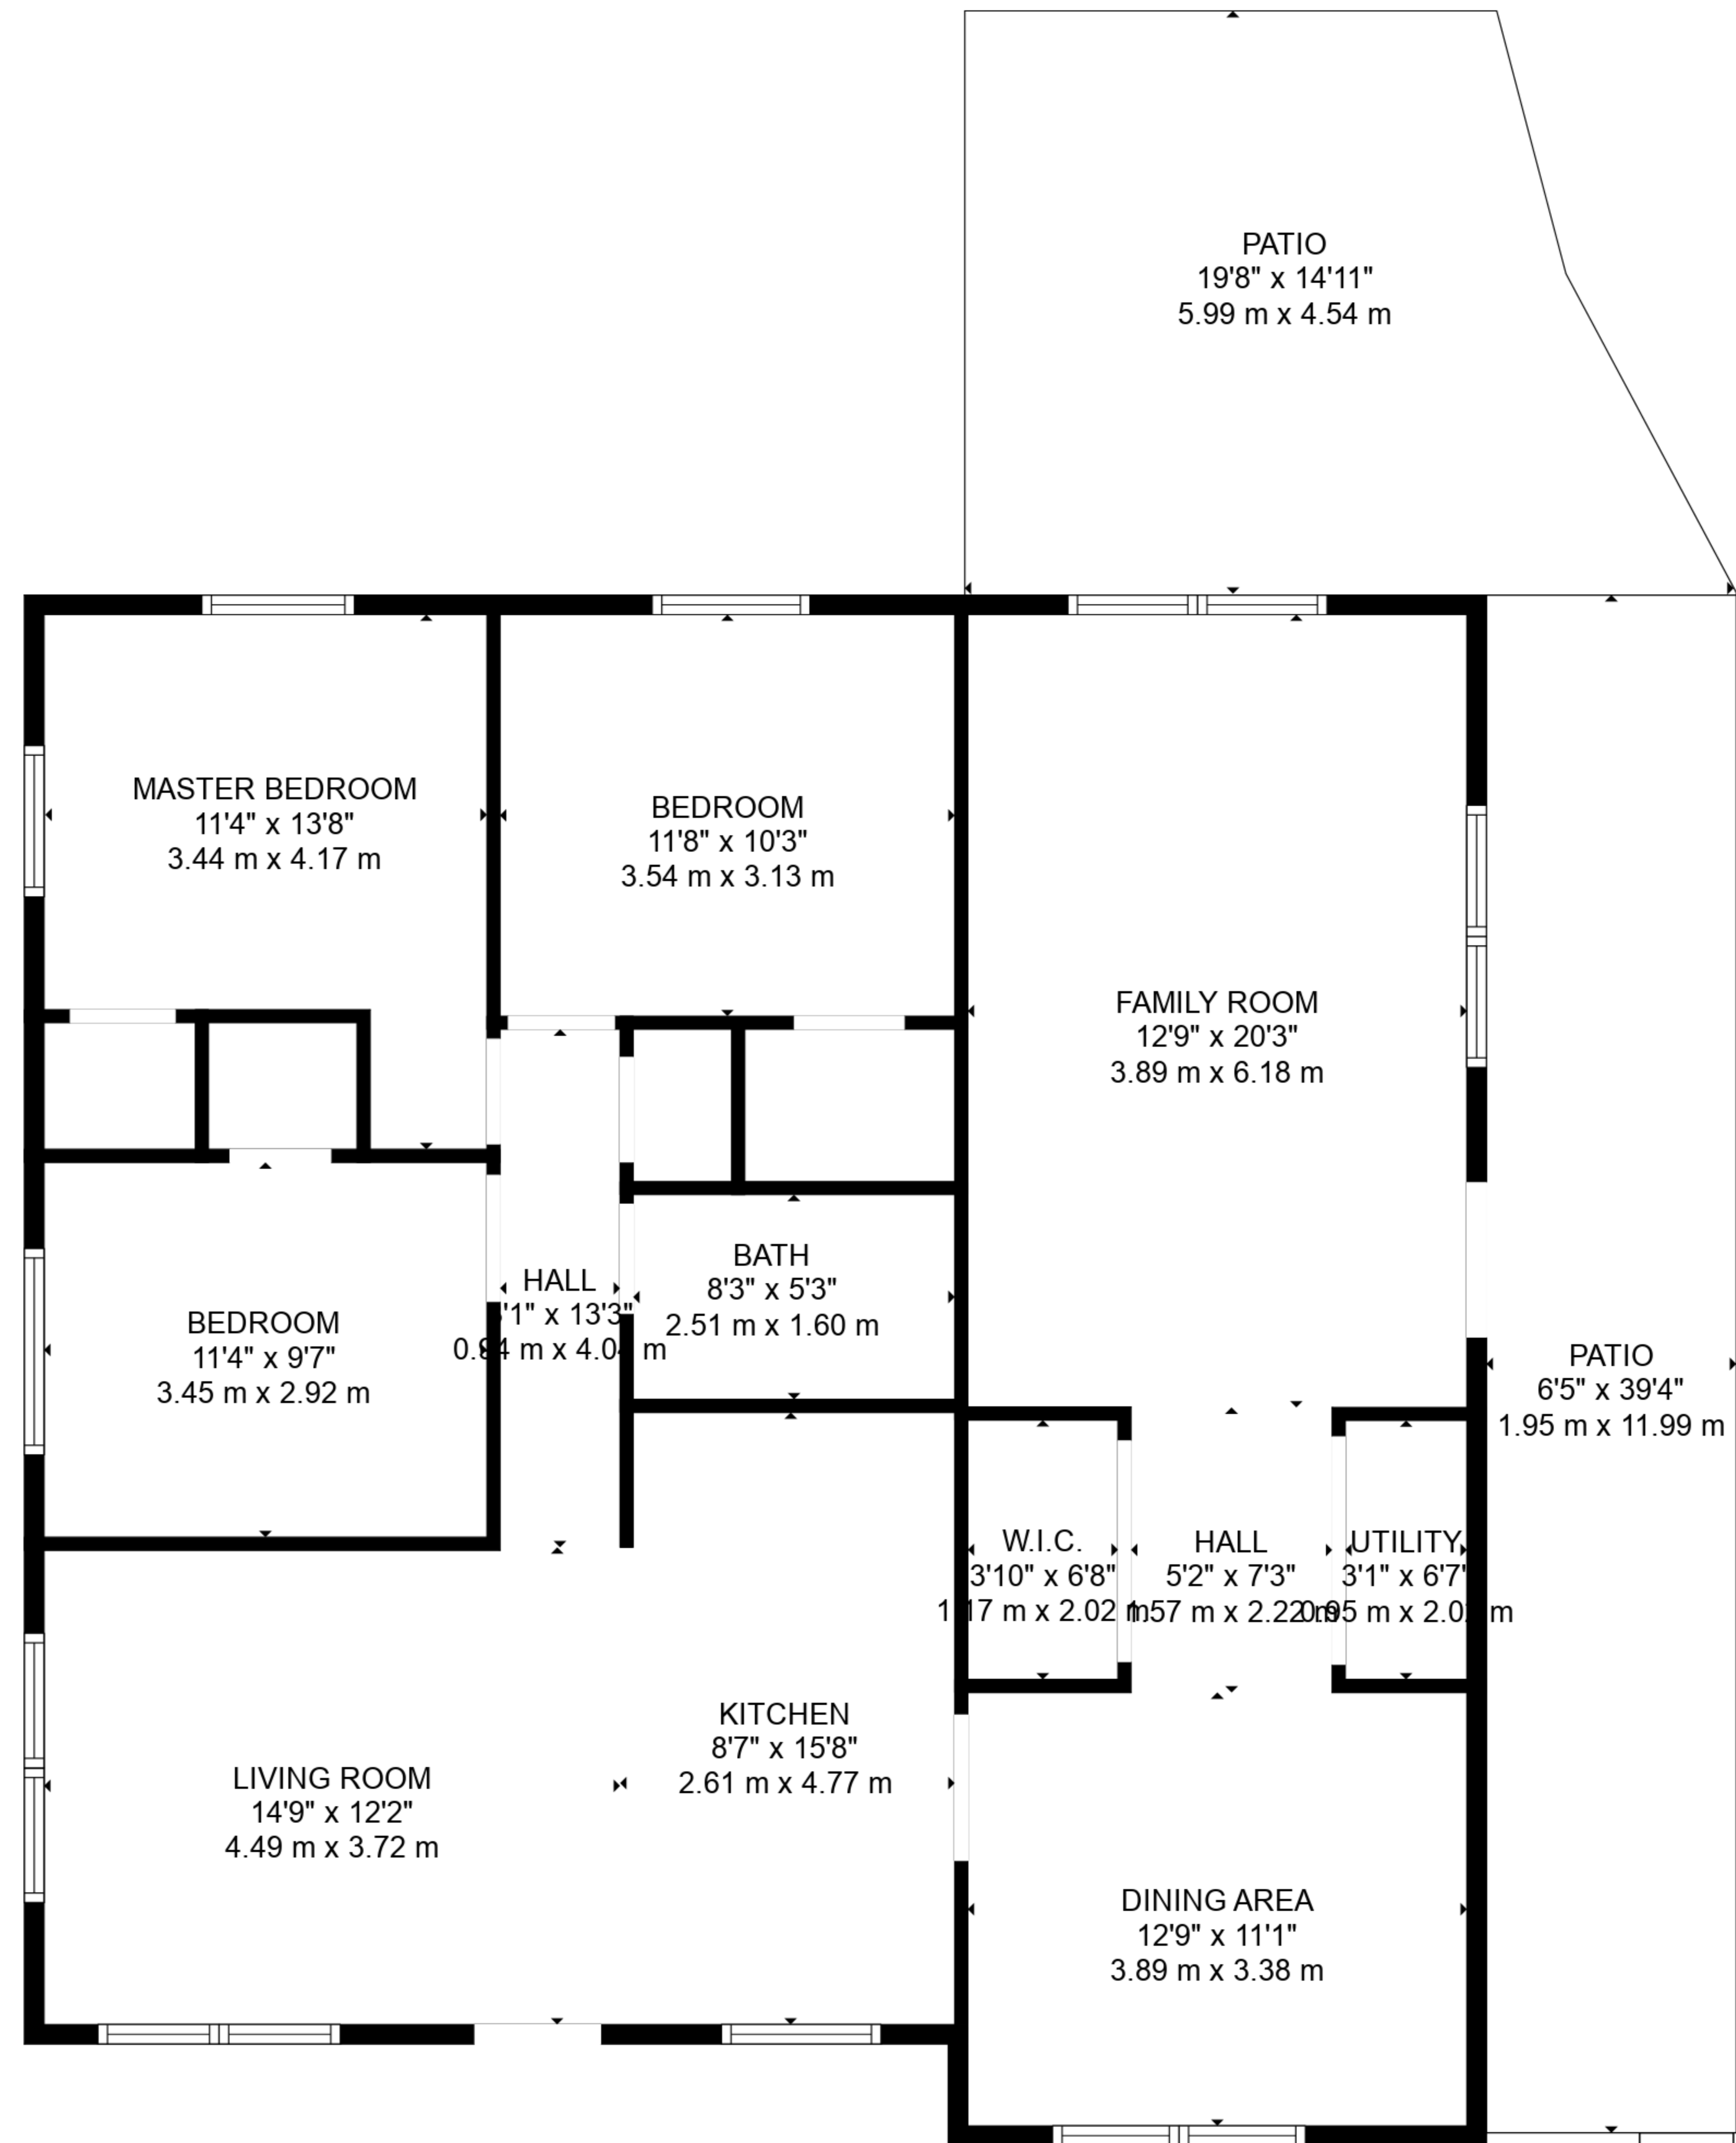 PATIO
19'8" x 14'11"
5.99 m x 4.54 m
MASTER BEDROOM
11'4" x 13'8"
3.44 m x 4.17 m
BEDROOM
11'8" x 10'3"
3.54 m x 3.13 m
FAMILY ROOM
12'9" x 20'3"
3.89 m x 6.18 m
BEDROOM
11'4" x 9'7"
3.45 m x 2.92 m
HALL
x 13'3"
m
BATH
8'3" x 5'3"
2.51 m x 1.60 m
PATIO
6'5" x 39'4"
1.95 m x 11.99 m
W.I.C.
3'10" x 6'8"
m x 2.02 m
HALL
5'2" x 7'3"
m x 2.22 m
UTILITY
3'1" x 6'7"
m x m
LIVING ROOM
14'9" x 12'2"
4.49 m x 3.72 m
KITCHEN
8'7" x 15'8"
2.61 m x 4.77 m
DINING AREA
12'9" x 11'1"
3.89 m x 3.38 m